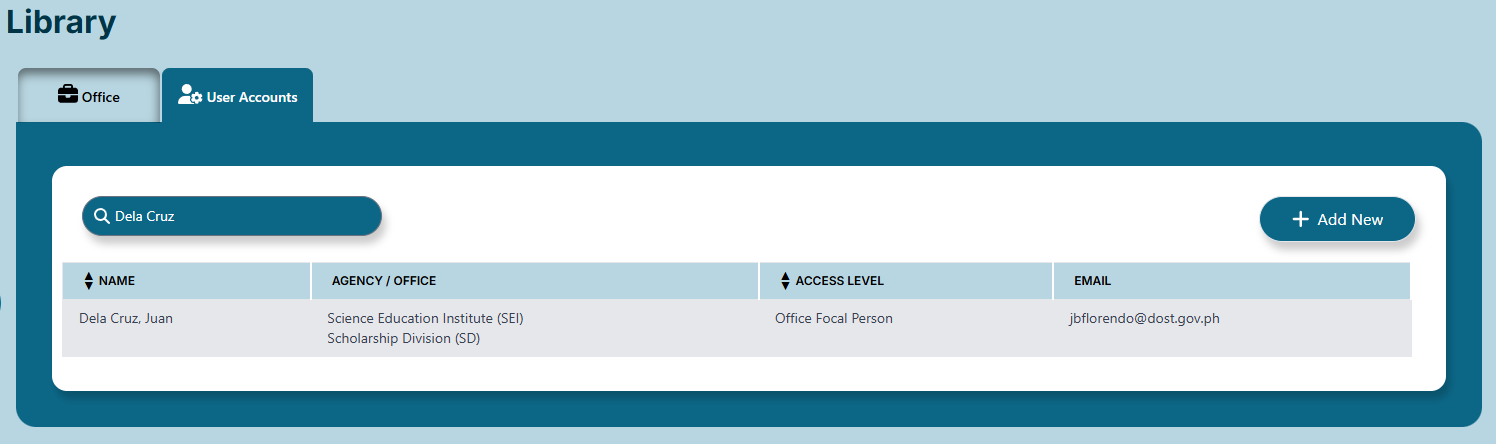 Library
Office
User Accounts
Dela Cruz
Add New
NAME
AGENCY / OFFICE
ACCESS LEVEL
EMAIL
Dela Cruz, Juan
Science Education Institute (SEI)
Scholarship Division (SD)
Office Focal Person
jbflorendo@dost.gov.ph